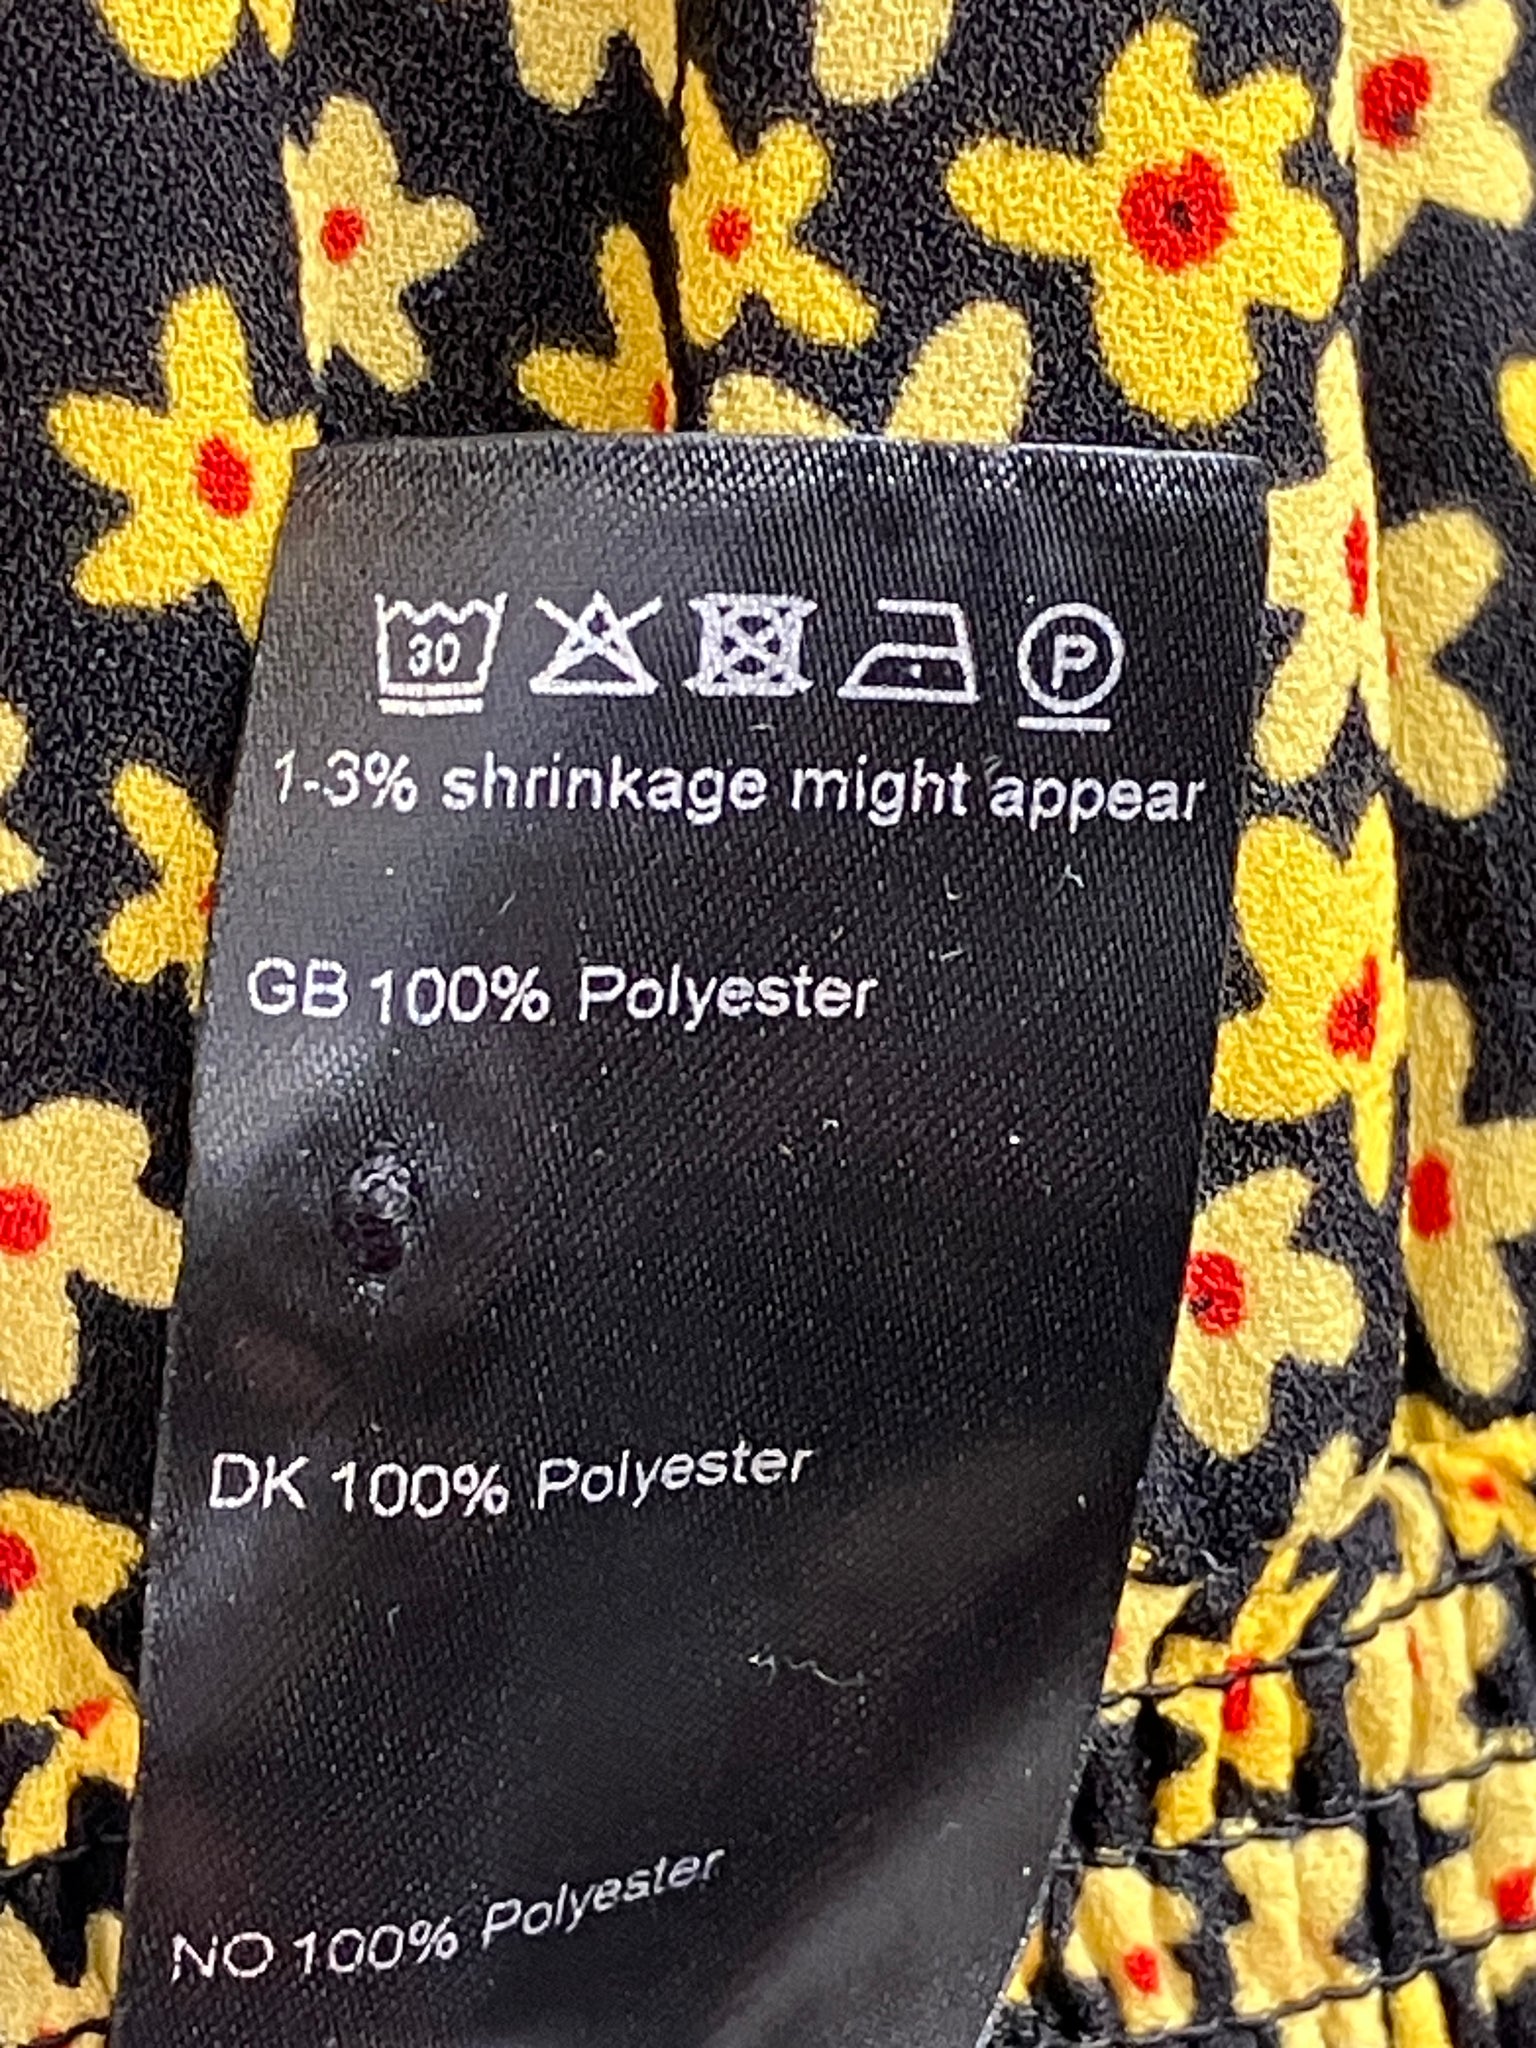 30 P
1-3% shrinkage might appear
GB 100% Polyester
DK 100% Polyester
NO 100% Polyester